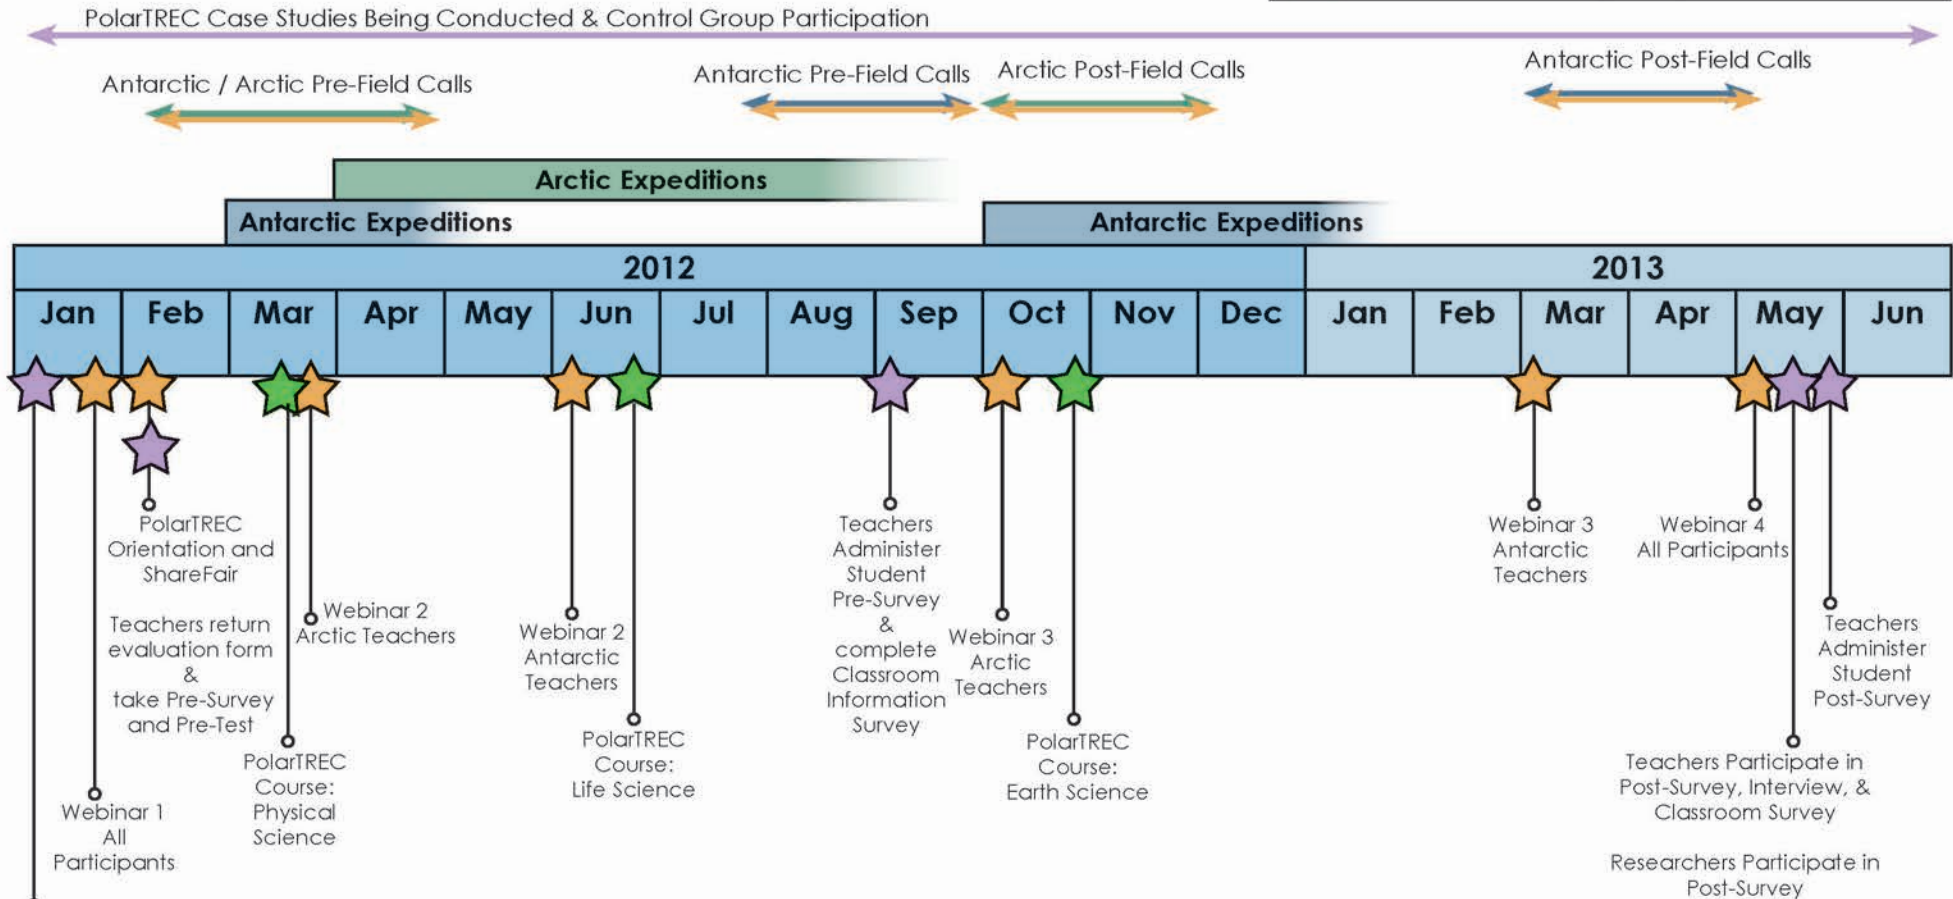 PolarTREC Case Studies Being Conducted & Control Group Participation
Antarctic / Arctic Pre-Field Calls
Antarctic Pre-Field Calls
Arctic Post-Field Calls
Antarctic Post-Field Calls
Arctic Expeditions
Antarctic Expeditions
Antarctic Expeditions
2012
2013
Jan
Feb
Mar
Apr
May
Jun
Jul
Aug
Sep
Oct
Nov
Dec
Jan
Feb
Mar
Apr
May
Jun
Webinar 1
All
Participants
PolarTREC
Orientation and
ShareFair
Teachers return
evaluation form
&
take Pre-Survey
and Pre-Test
PolarTREC
Course:
Physical
Science
Webinar 2
Arctic Teachers
Webinar 2
Antarctic
Teachers
PolarTREC
Course:
Life Science
Teachers
Administer
Student
Pre-Survey
&
complete
Classroom
Information
Survey
Webinar 3
Arctic
Teachers
PolarTREC
Course:
Earth Science
Webinar 3
Antarctic
Teachers
Webinar 4
All Participants
Teachers Participate in
Post-Survey, Interview, &
Classroom Survey
Researchers Participate in
Post-Survey
Teachers
Administer
Student
Post-Survey